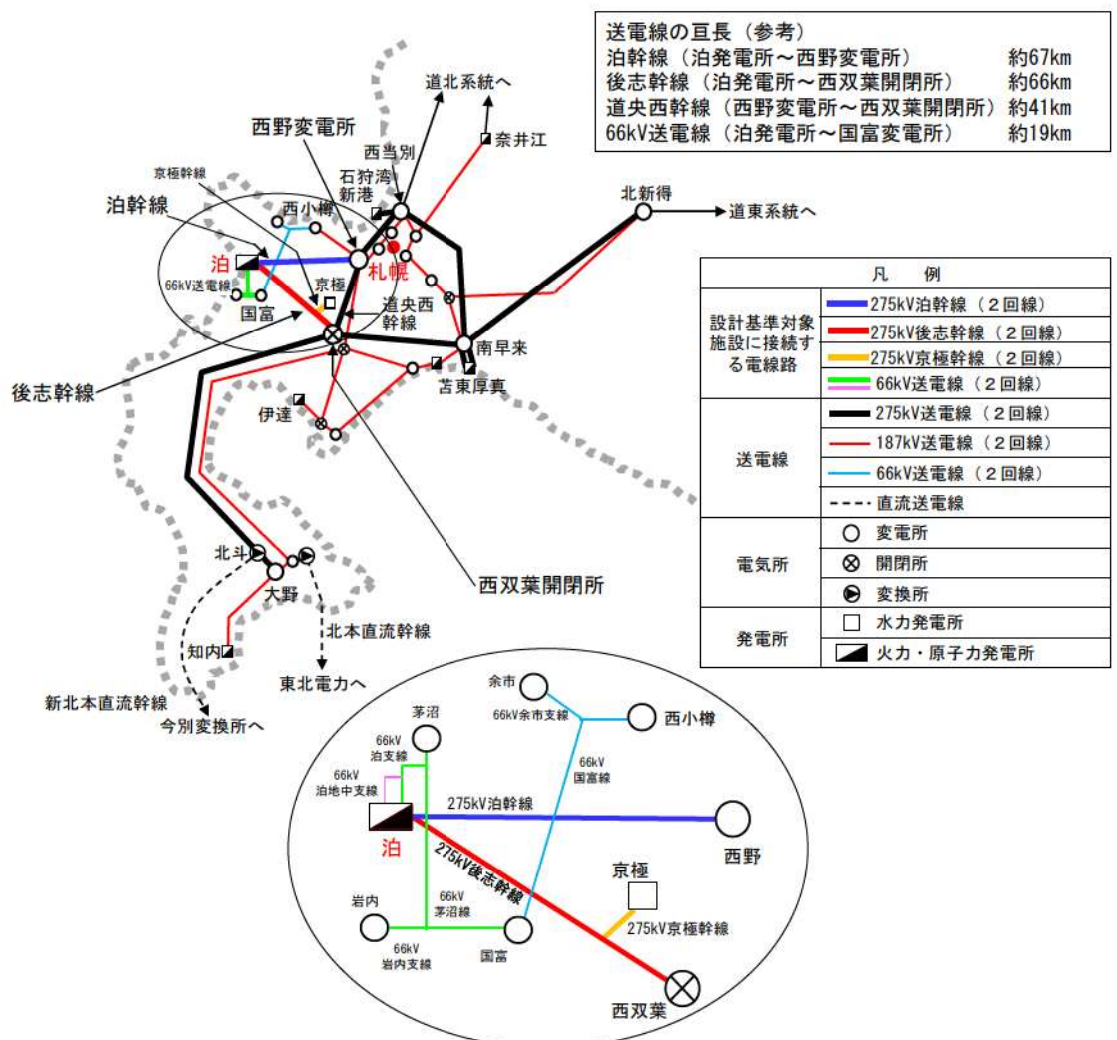 送電線の亘長（参考）
泊幹線（泊発電所～西野変電所） 約67km
後志幹線（泊発電所～西双葉開閉所） 約66km
道央西幹線（西野変電所～西双葉開閉所）約41km
66kV送電線（泊発電所～国富変電所） 約19km
道北系統へ
西野変電所
奈井江
西当別
京極幹線
石狩湾
新港
北新得
道東系統へ
泊幹線
西小樽
札幌
泊
66kV送電線
国富
京極
道央西
幹線
南早来
後志幹線
苫東厚真
伊達
北斗
大野
西双葉開閉所
北本直流幹線
知内
東北電力へ
新北本直流幹線
今別変換所へ
凡　例
設計基準対象
施設に接続す
る電線路
275kV泊幹線（２回線）
275kV後志幹線（２回線）
275kV京極幹線（２回線）
66kV送電線（２回線）
送電線
275kV送電線（２回線）
187kV送電線（２回線）
66kV送電線（２回線）
直流送電線
電気所
変電所
開閉所
変換所
発電所
水力発電所
火力・原子力発電所
余市
66kV余市支線
西小樽
茅沼
66kV
泊支線
66kV
泊地中支線
66kV
国富線
275kV泊幹線
泊
西野
275kV後志幹線
京極
岩内
66kV
茅沼線
275kV京極幹線
66kV
岩内支線
国富
西双葉